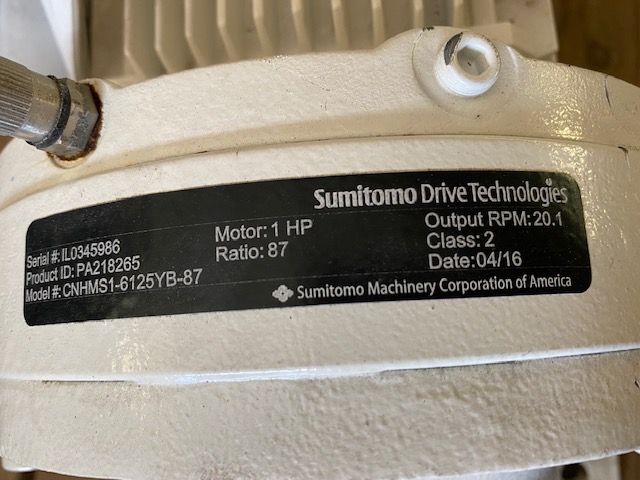 Sumitomo Drive Technologies
Serial #: IL0345986
Product ID: PA218265
Model #: CNHMS1-6125YB-87
Motor: 1 HP
Ratio: 87
Output RPM: 20.1
Class: 2
Date: 04/16
Sumitomo Machinery Corporation of America